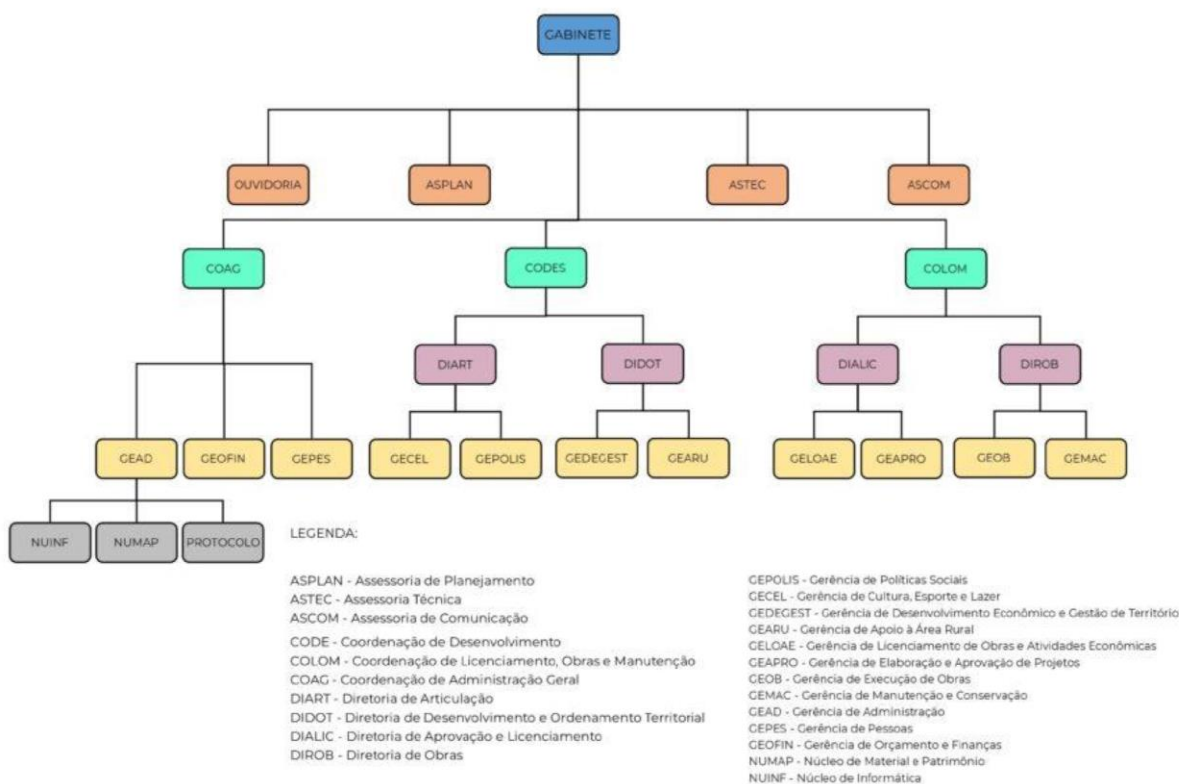 GABINETE
OUVIDORIA
ASPLAN
ASTEC
ASCOM
COAG
CODES
COLOM
DIART
DIDOT
DIALIC
DIROB
GEAD
GEOFIN
GEPES
GECEL
GEPOLIS
GEDEGEST
GEARU
GELOAE
GEAPRO
GEOB
GEMAC
NUINF
NUMAP
PROTOCOLO
LEGENDA:
ASPLAN - Assessoria de Planejamento
ASTEC - Assessoria Técnica
ASCOM - Assessoria de Comunicação
CODE - Coordenação de Desenvolvimento
COLOM - Coordenação de Licenciamento, Obras e Manutenção
COAG - Coordenação de Administração Geral
DIART - Diretoria de Articulação
DIDOT - Diretoria de Desenvolvimento e Ordenamento Territorial
DIALIC - Diretoria de Aprovação e Licenciamento
DIROB - Diretoria de Obras
GEPOLIS - Gerência de Políticas Sociais
GECEL - Gerência de Cultura, Esporte e Lazer
GEDEGEST - Gerência de Desenvolvimento Econômico e Gestão de Território
GEARU - Gerência de Apoio à Área Rural
GELOAE - Gerência de Licenciamento de Obras e Atividades Econômicas
GEAPRO - Gerência de Elaboração e Aprovação de Projetos
GEOB - Gerência de Execução de Obras
GEMAC - Gerência de Manutenção e Conservação
GEAD - Gerência de Administração
GEPES - Gerência de Pessoas
GEOFIN - Gerência de Orçamento e Finanças
NUMAP - Núcleo de Material e Patrimônio
NUINF - Núcleo de Informática